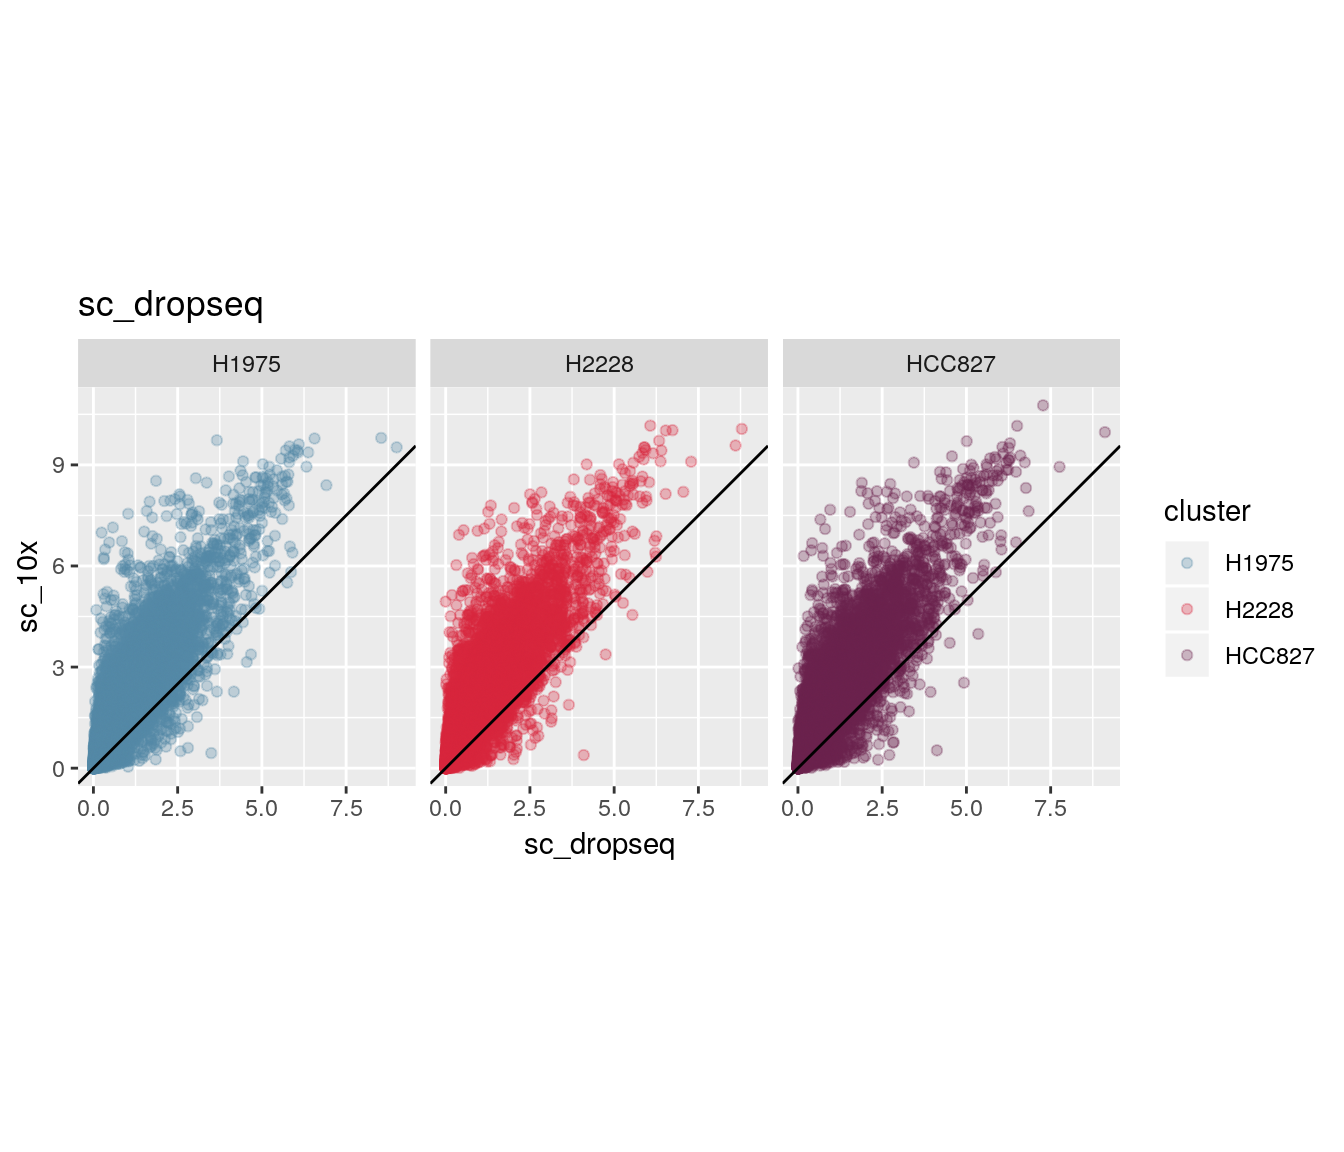 sc_dropseq
H1975 H2228 HCC827
9
6
3
0
sc_10x
0.0 2.5 5.0 7.5 0.0 2.5 5.0 7.5 0.0 2.5 5.0 7.5
sc_dropseq
cluster
H1975
H2228
HCC827